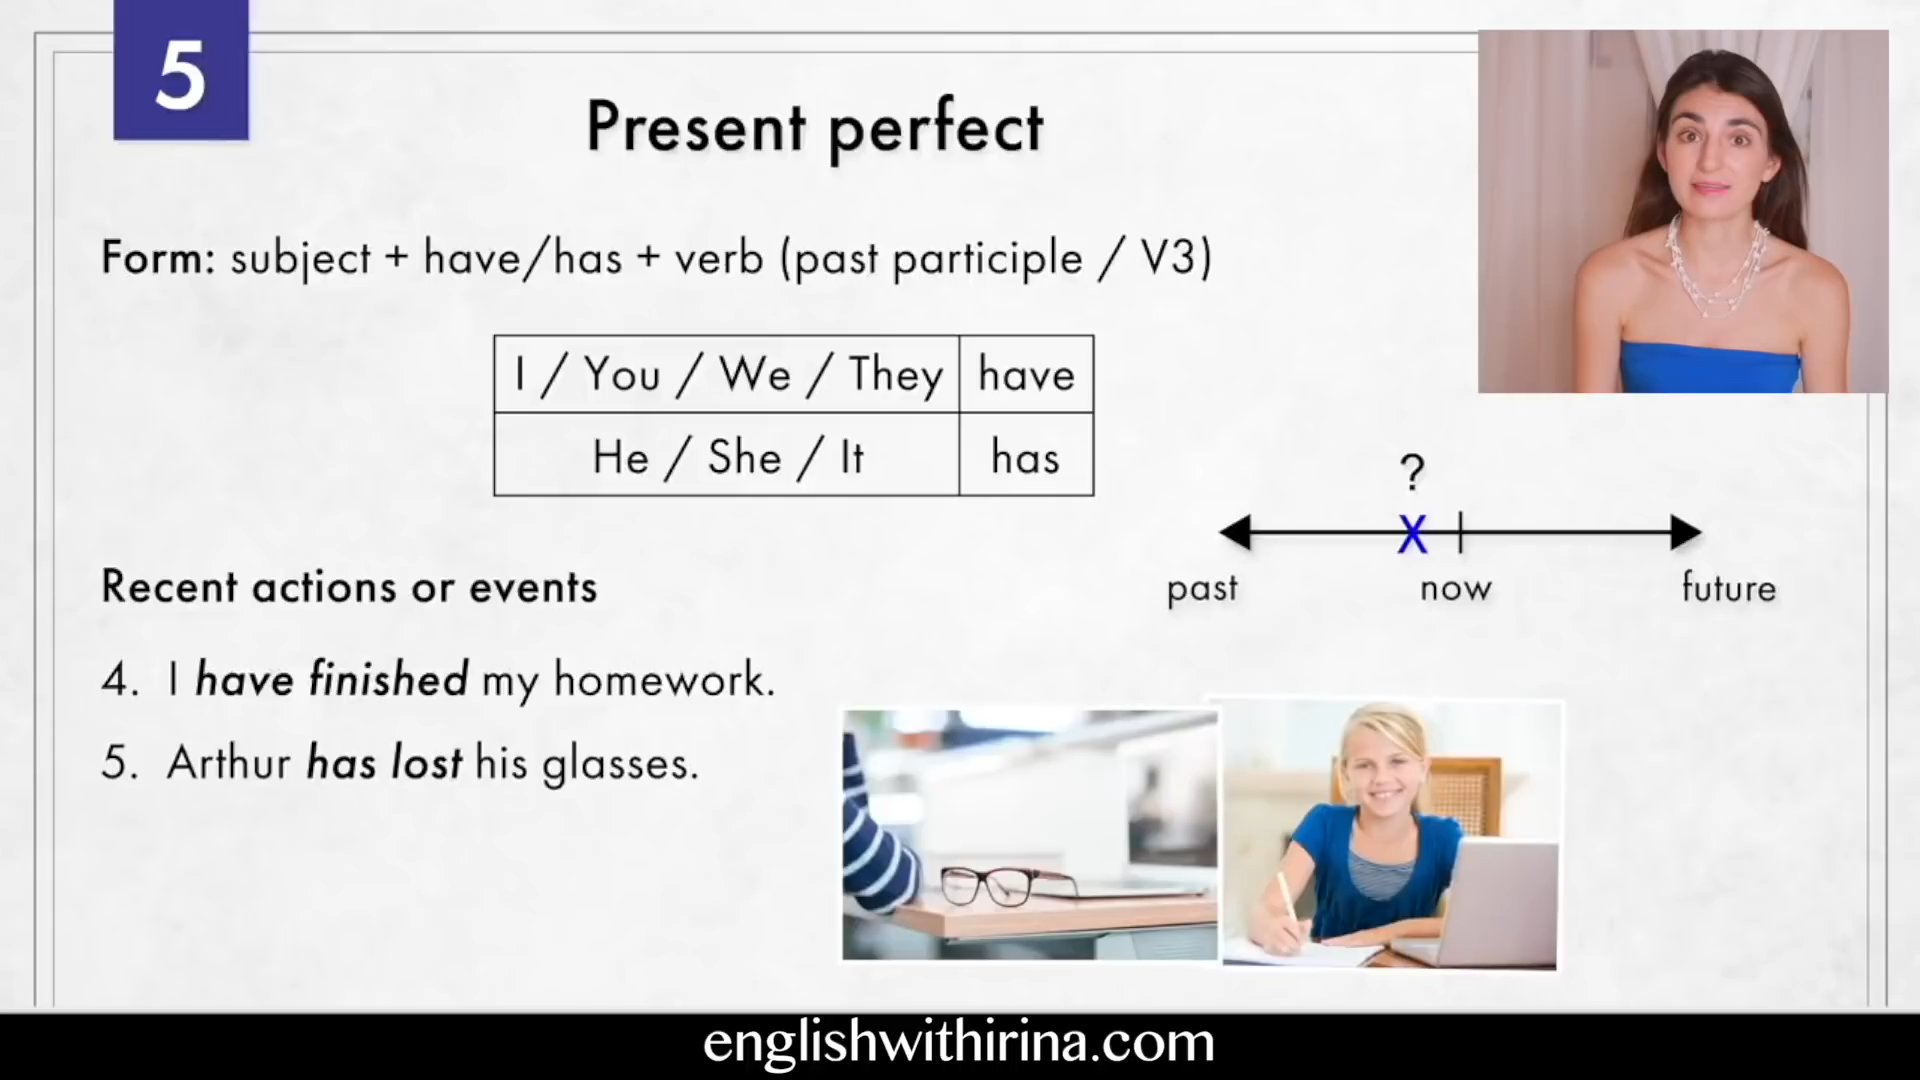 5
Present perfect
Form: subject + have/has + verb (past participle / V3)
I / You / We / They have
He / She / It has
?
X
past now future
Recent actions or events
4. I have finished my homework.
5. Arthur has lost his glasses.
englishwithirina.com